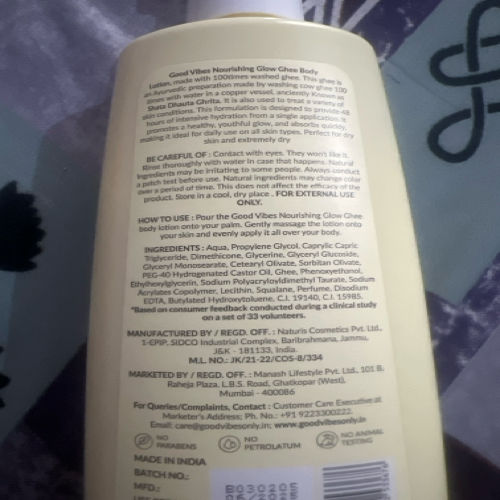 Good Vibes Nourishing Glow Ghee Body
Lotion, made with 100times washed ghee. This ghee is
an Ayurvedic preparation made by washing cow ghee 100
times with water in a copper vessel, anciently Known as
Shata Dhauta Ghrita. It is also used to treat a variety of
skin conditions. This formulation is designed to provide 48
hours of intensive hydration from a single application. It
promotes a healthy, youthful glow, and absorbs quickly,
making it ideal for daily use on all skin types. Perfect for dry
skin and extremely dry
BE CAREFUL OF : Contact with eyes. They won't like it.
Rinse thoroughly with water in case that happens. Natural
ingredients may be irritating to some people. Always conduct
a patch test before use. Natural ingredients may change color
over a period of time. This does not affect the efficacy of the
product. Store in a cool, dry place . FOR EXTERNAL USE
ONLY.
HOW TO USE : Pour the Good Vibes Nourishing Glow Ghee
body lotion onto your palm. Gently massage the lotion onto
your skin and evenly apply it all over your body.
INGREDIENTS : Aqua, Propylene Glycol, Caprylic Capric
Triglyceride, Dimethicone, Glycerine, Glyceryl Glucoside,
Glyceryl Monosearate, Cetearyl Olivate, Sorbitan Olivate,
PEG-40 Hydrogenated Castor Oil, Ghee, Phenoxyethanol,
Ethylhexylglycerin, Sodium Polyacryloyldimethyl Taurate, Sodium
Acrylates Copolymer, Lecithin, Squalane, Perfume, Disodium
EDTA, Butylated Hydroxytoluene, C.I. 19140, C.I. 15985.
*Based on consumer feedback conducted during a clinical study
on a set of 33 volunteers.
MANUFACTURED BY / REGD. OFF. : Naturis Cosmetics Pvt. Ltd.,
1-EPIP, SIDCO Industrial Complex, Baribrahmana, Jammu,
J&K - 181133, India.
M.L. NO.: JK/21-22/COS-8/334
MARKETED BY / REGD. OFF. : Manash Lifestyle Pvt. Ltd., 101 B,
Raheja Plaza, L.B.S. Road, Ghatkopar (West),
Mumbai - 400086
For Queries/Complaints, Contact : Customer Care Executive at
Marketer's Address; Ph. No.: +91 9223300222.
Email: care@goodvibesonly.in; www.goodvibesonly.in
NO PARABENS
NO PETROLATUM
NO ANIMAL TESTING
MADE IN INDIA
BATCH NO.:
B030205
MFD.: